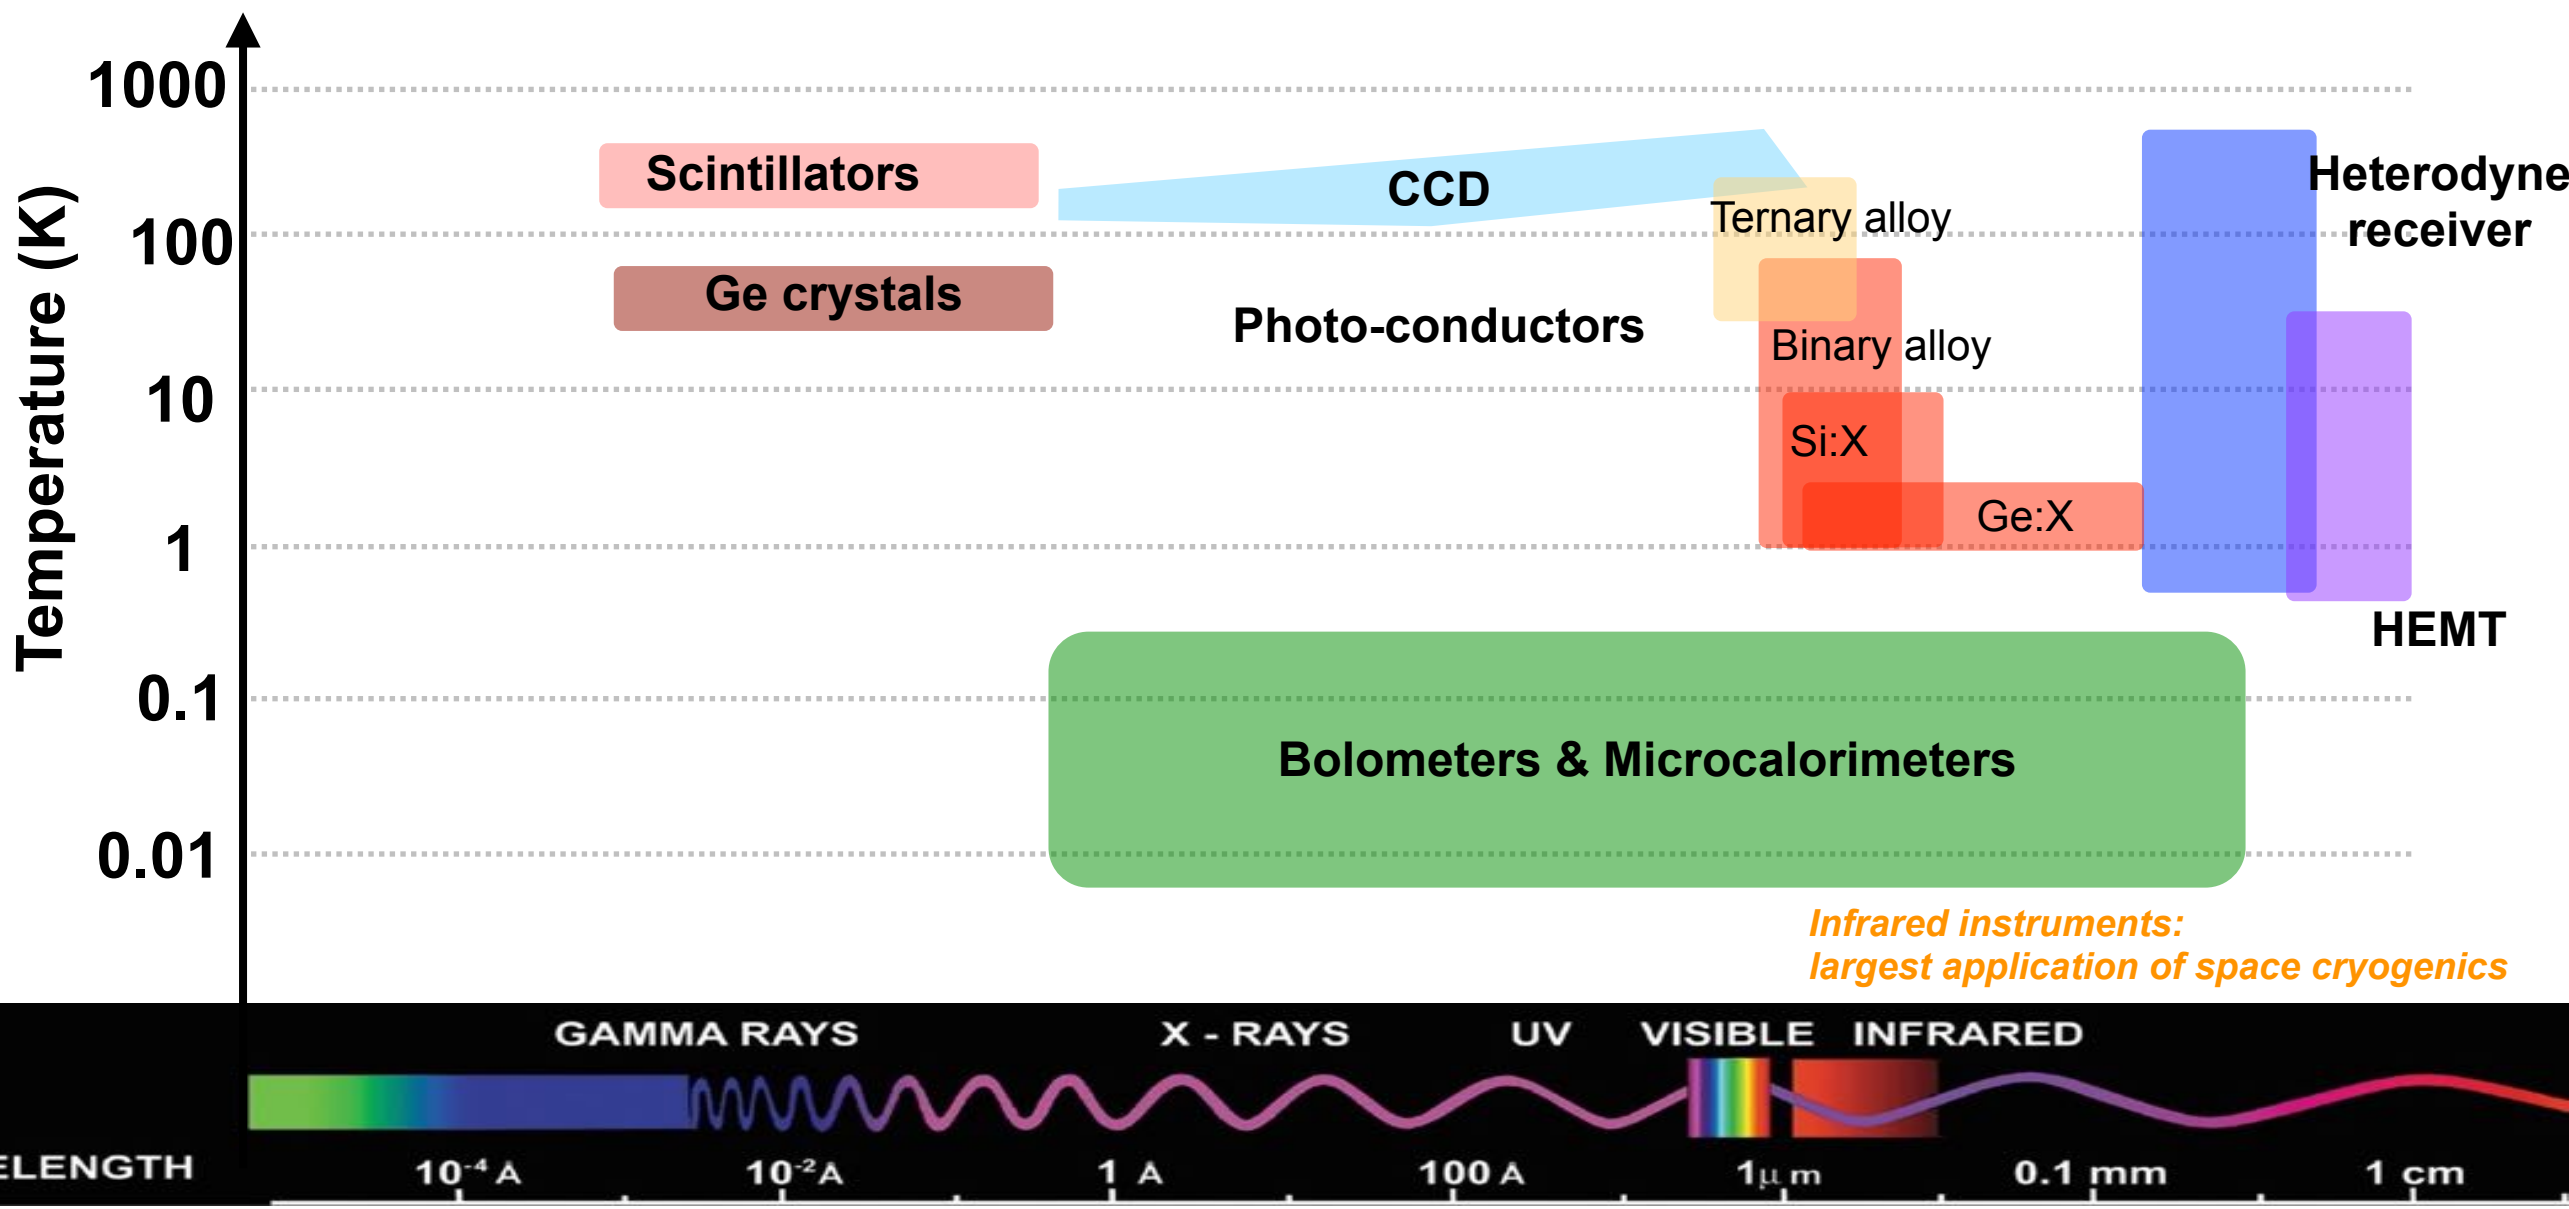 1000
Scintillators
CCD
Heterodyne
receiver
Ternary alloy
100
Ge crystals
Photo-conductors
Binary alloy
Temperature (K)
10
Si:X
Ge:X
1
HEMT
0.1
Bolometers & Microcalorimeters
0.01
Infrared instruments:
largest application of space cryogenics
GAMMA RAYS X - RAYS UV VISIBLE INFRARED
ELENGTH 10⁻⁴ A 10⁻²A 1 A 100 A 1μ m 0.1 mm 1 cm